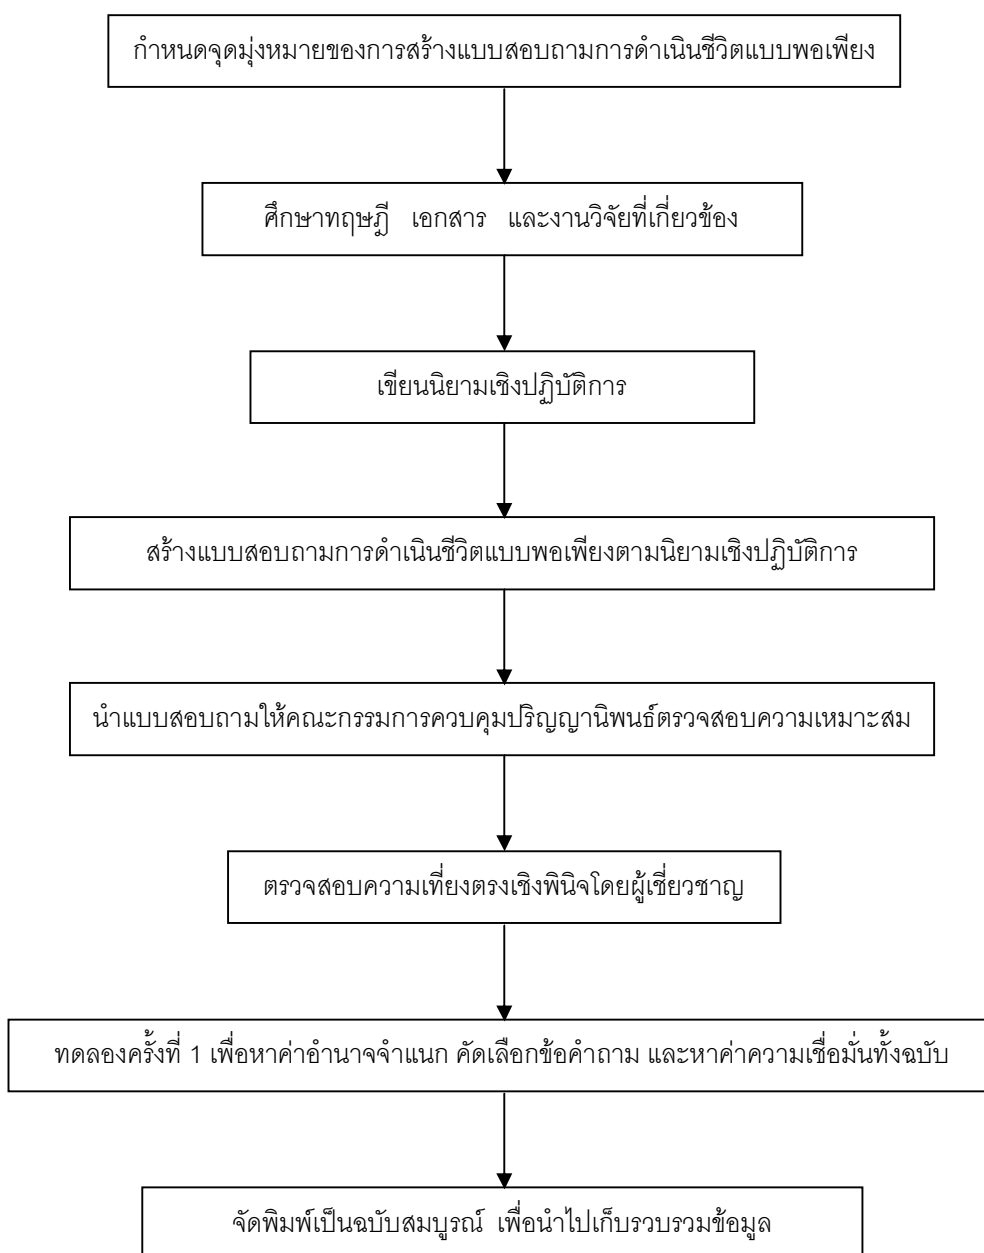 กำหนดจุดมุ่งหมายของการสร้างแบบสอบถามการดำเนินชีวิตแบบพอเพียง
ศึกษาทฤษฎี เอกสาร และงานวิจัยที่เกี่ยวข้อง
เขียนนิยามเชิงปฏิบัติการ
สร้างแบบสอบถามการดำเนินชีวิตแบบพอเพียงตามนิยามเชิงปฏิบัติการ
นำแบบสอบถามให้คณะกรรมการควบคุมปริญญานิพนธ์ตรวจสอบความเหมาะสม
ตรวจสอบความเที่ยงตรงเชิงพินิจโดยผู้เชี่ยวชาญ
ทดลองครั้งที่ 1 เพื่อหาค่าอำนาจจำแนก คัดเลือกข้อคำถาม และหาค่าความเชื่อมั่นทั้งฉบับ
จัดพิมพ์เป็นฉบับสมบูรณ์ เพื่อนำไปเก็บรวบรวมข้อมูล